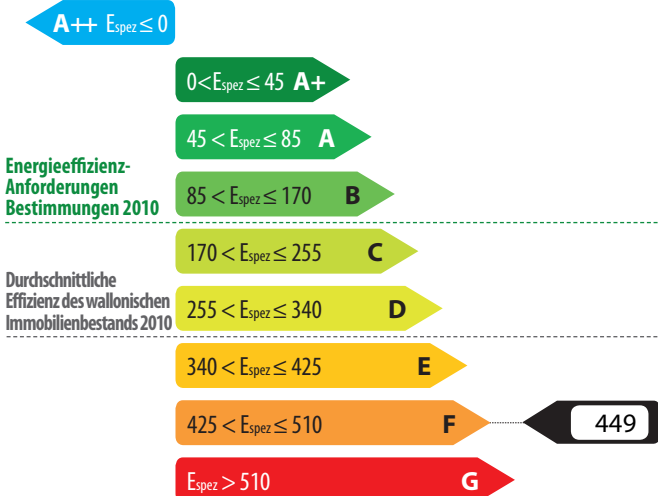 A++ Espez ≤ 0
0 < Espez ≤ 45 A+
45 < Espez ≤ 85 A
Energieeffizienz-
Anforderungen
Bestimmungen 2010
85 < Espez ≤ 170 B
170 < Espez ≤ 255 C
Durchschnittliche
Effizienz des wallonischen
Immobilienbestands 2010
255 < Espez ≤ 340 D
340 < Espez ≤ 425 E
425 < Espez ≤ 510 F 449
Espez > 510 G